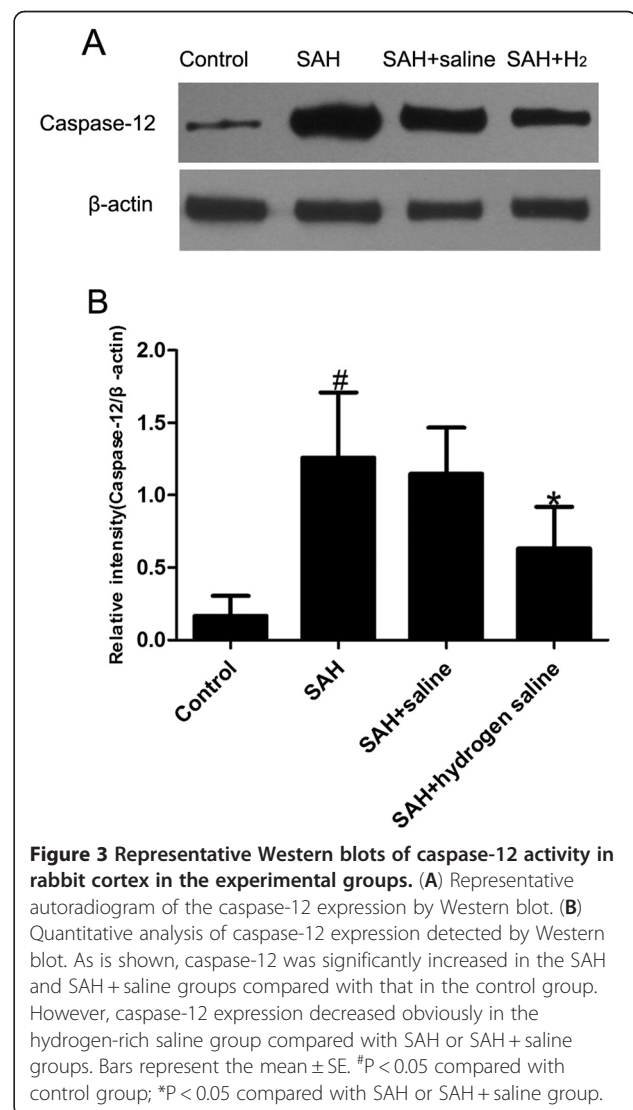 A
Control SAH SAH+saline SAH+H₂
Caspase-12
β-actin
B
Relative intensity(Caspase-12/β -actin)
2.0
1.5
1.0
0.5
0.0
#
*
Control
SAH
SAH+saline
SAH+hydrogen saline
Figure 3 Representative Western blots of caspase-12 activity in
rabbit cortex in the experimental groups. (A) Representative
autoradiogram of the caspase-12 expression by Western blot. (B)
Quantitative analysis of caspase-12 expression detected by Western
blot. As is shown, caspase-12 was significantly increased in the SAH
and SAH + saline groups compared with that in the control group.
However, caspase-12 expression decreased obviously in the
hydrogen-rich saline group compared with SAH or SAH + saline
groups. Bars represent the mean ± SE. #P < 0.05 compared with
control group; *P < 0.05 compared with SAH or SAH + saline group.